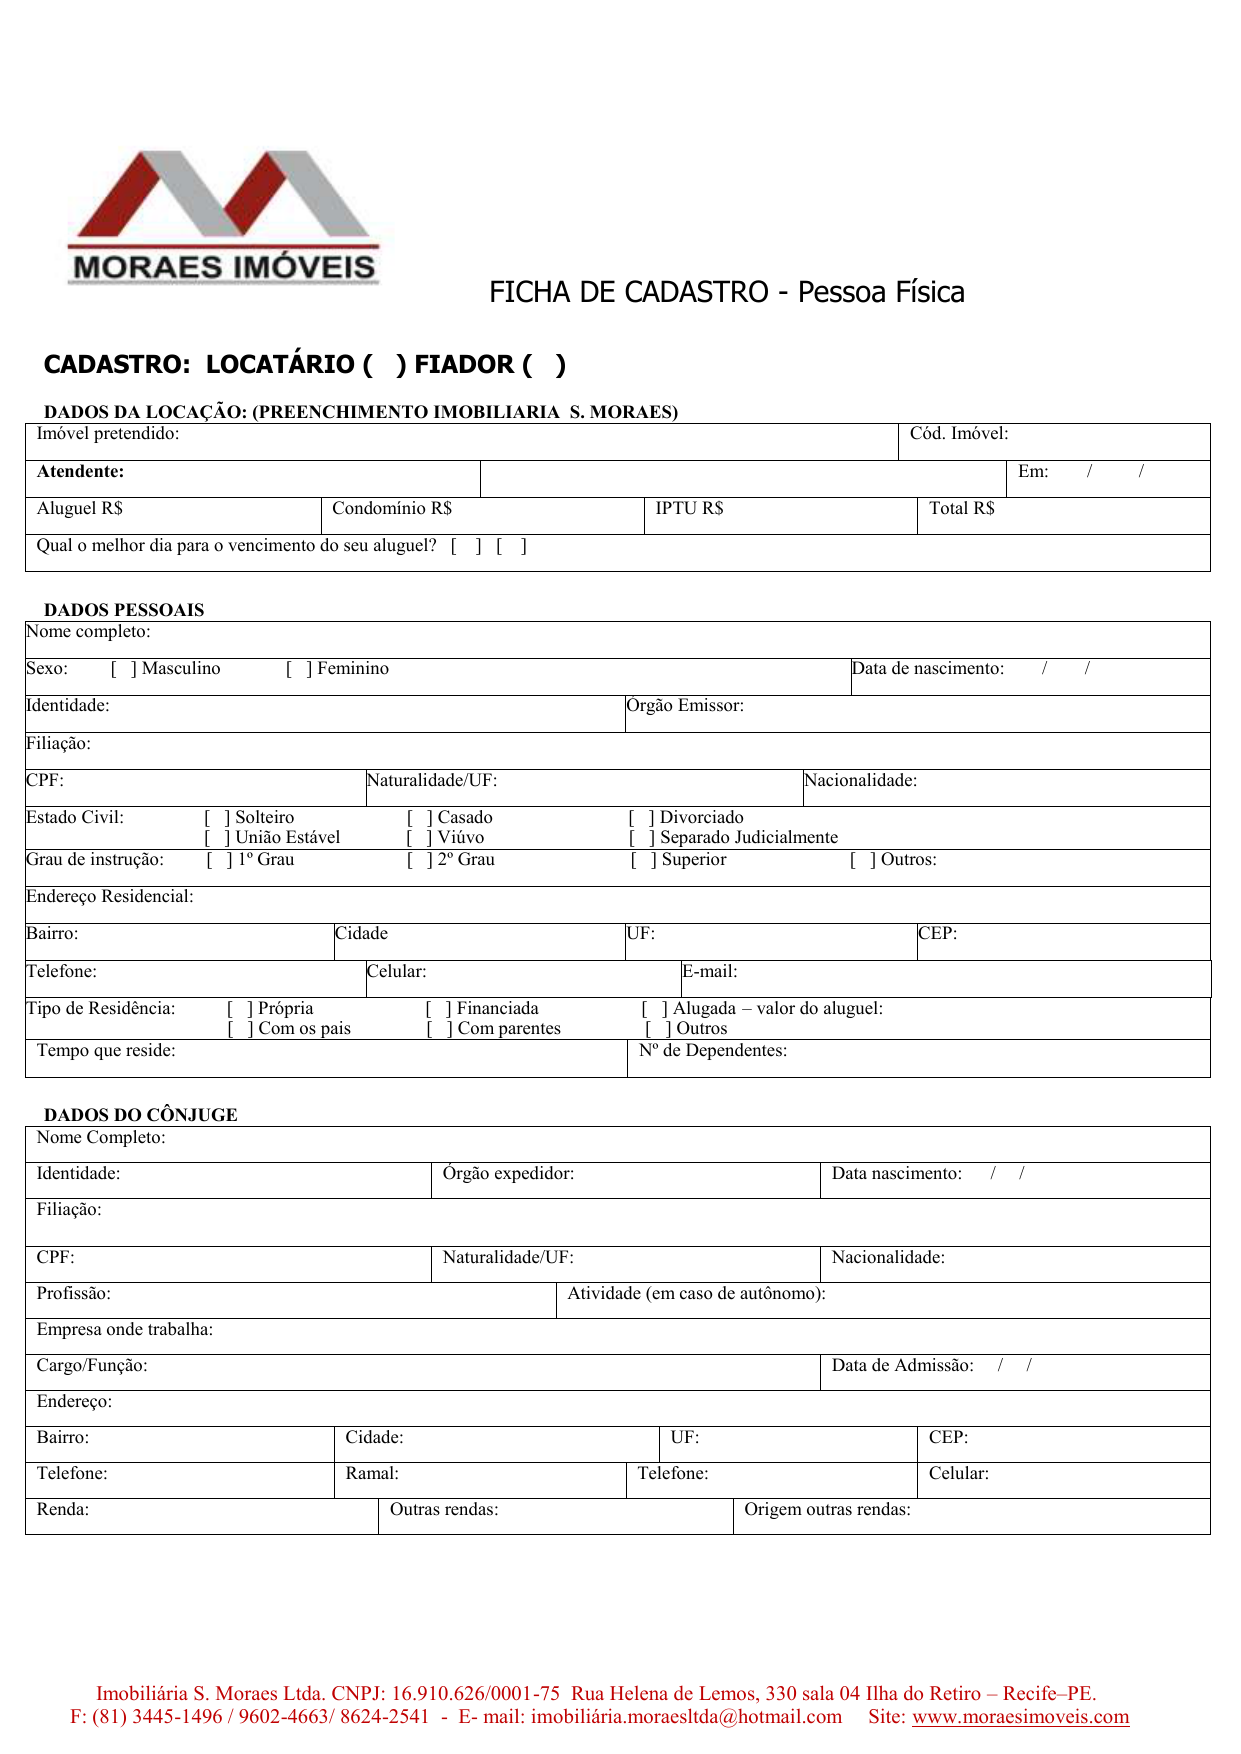 MORAES IMÓVEIS
FICHA DE CADASTRO - Pessoa Física
CADASTRO: LOCATÁRIO ( ) FIADOR ( )
DADOS DA LOCAÇÃO: (PREENCHIMENTO IMOBILIARIA S. MORAES)
Imóvel pretendido: Cód. Imóvel:
Atendente: Em: / /
Aluguel R$ Condomínio R$ IPTU R$ Total R$
Qual o melhor dia para o vencimento do seu aluguel? [ ] [ ]
DADOS PESSOAIS
Nome completo:
Sexo: [ ] Masculino [ ] Feminino Data de nascimento: / /
Identidade: Órgão Emissor:
Filiação:
CPF: Naturalidade/UF: Nacionalidade:
Estado Civil: [ ] Solteiro [ ] Casado [ ] Divorciado
[ ] União Estável [ ] Viúvo [ ] Separado Judicialmente
Grau de instrução: [ ] 1º Grau [ ] 2º Grau [ ] Superior [ ] Outros:
Endereço Residencial:
Bairro: Cidade UF: CEP:
Telefone: Celular: E-mail:
Tipo de Residência: [ ] Própria [ ] Financiada [ ] Alugada – valor do aluguel:
[ ] Com os pais [ ] Com parentes [ ] Outros
Tempo que reside: Nº de Dependentes:
DADOS DO CÔNJUGE
Nome Completo:
Identidade: Órgão expedidor: Data nascimento: / /
Filiação:
CPF: Naturalidade/UF: Nacionalidade:
Profissão: Atividade (em caso de autônomo):
Empresa onde trabalha:
Cargo/Função: Data de Admissão: / /
Endereço:
Bairro: Cidade: UF: CEP:
Telefone: Ramal: Telefone: Celular:
Renda: Outras rendas: Origem outras rendas:
Imobiliária S. Moraes Ltda. CNPJ: 16.910.626/0001-75 Rua Helena de Lemos, 330 sala 04 Ilha do Retiro – Recife–PE.
F: (81) 3445-1496 / 9602-4663/ 8624-2541 - E- mail: imobiliária.moraesltda@hotmail.com Site: www.moraesimoveis.com